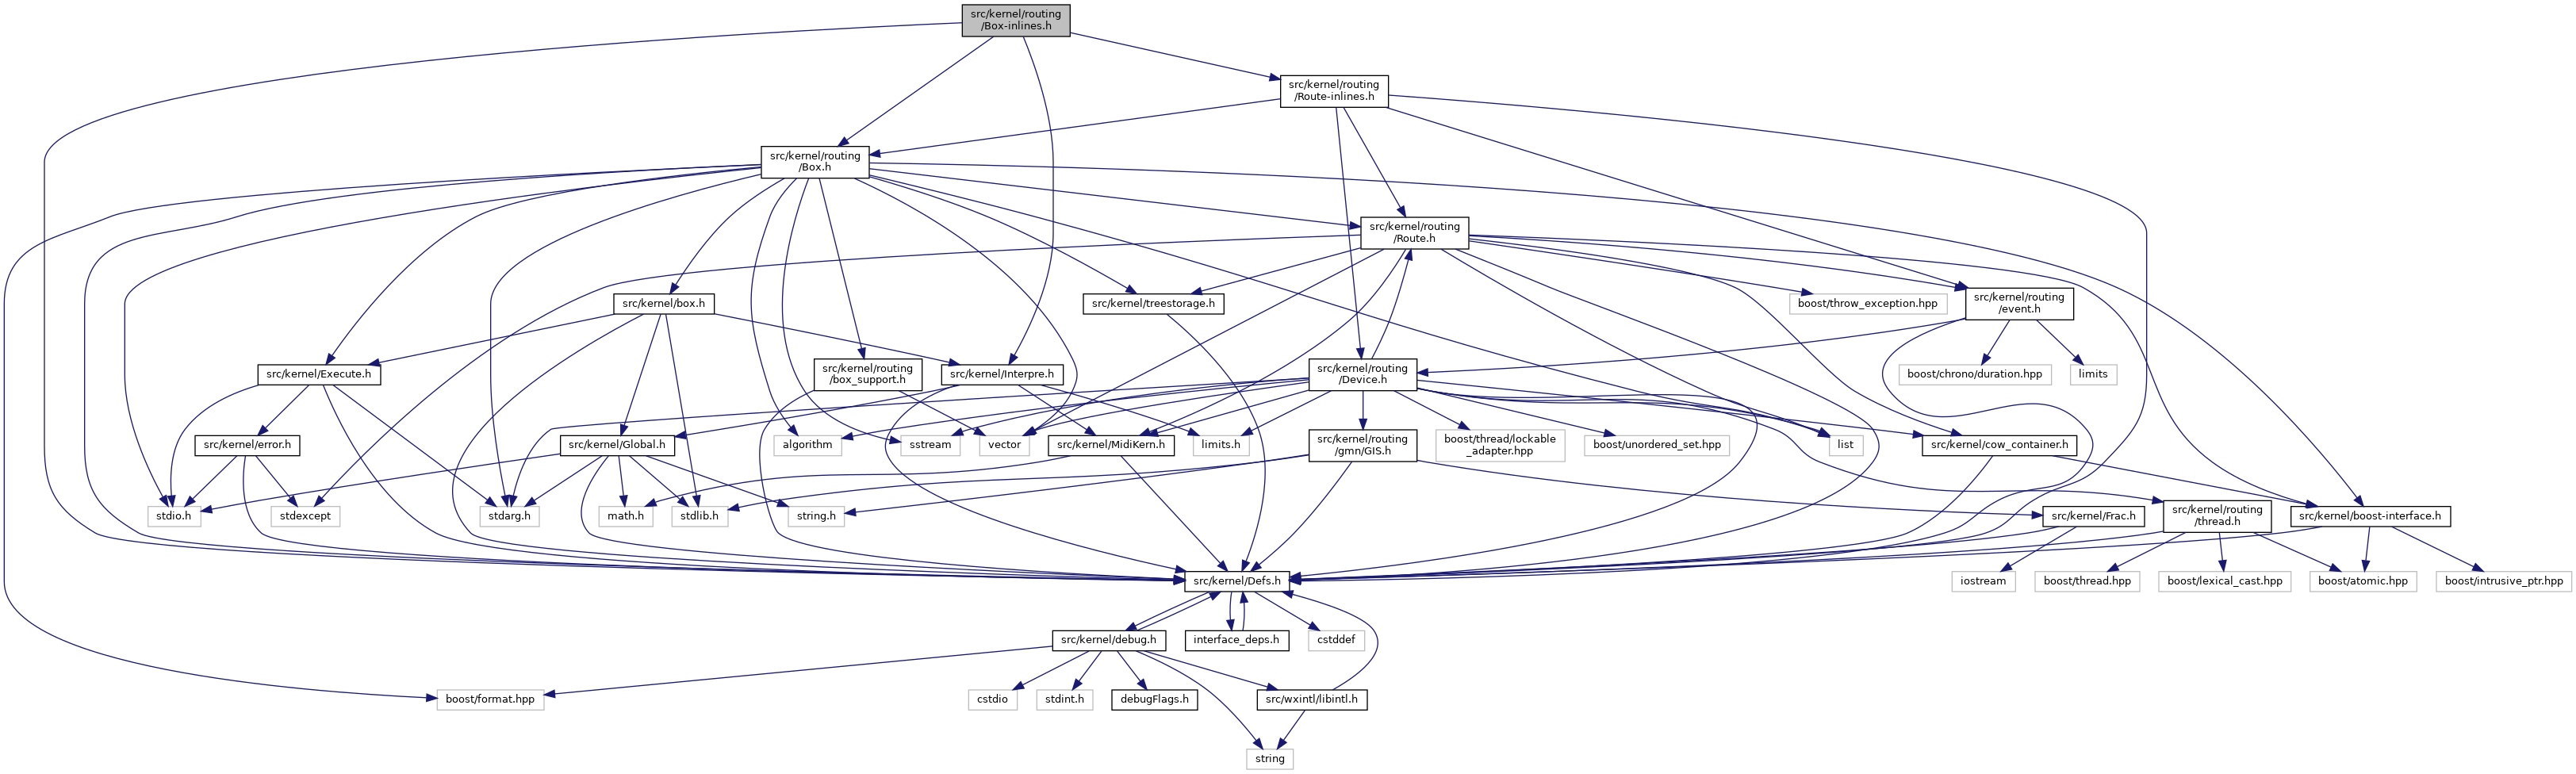 src/kernel/routing
/Box-inlines.h
src/kernel/routing
/Route-inlines.h
src/kernel/routing
/Box.h
src/kernel/routing
/Route.h
src/kernel/box.h
src/kernel/treestorage.h
boost/throw_exception.hpp
src/kernel/routing
/event.h
src/kernel/Execute.h
src/kernel/routing
/box_support.h
src/kernel/Interpre.h
src/kernel/routing
/Device.h
boost/chrono/duration.hpp
limits
src/kernel/error.h
src/kernel/Global.h
algorithm
sstream
vector
src/kernel/MidiKern.h
limits.h
src/kernel/routing
/gmn/GIS.h
boost/thread/lockable
_adapter.hpp
boost/unordered_set.hpp
list
src/kernel/cow_container.h
stdio.h
stdexcept
stdarg.h
math.h
stdlib.h
string.h
src/kernel/Frac.h
src/kernel/routing
/thread.h
src/kernel/boost-interface.h
src/kernel/Defs.h
iostream
boost/thread.hpp
boost/lexical_cast.hpp
boost/atomic.hpp
boost/intrusive_ptr.hpp
src/kernel/debug.h
interface_deps.h
cstddef
boost/format.hpp
cstdio
stdint.h
debugFlags.h
src/wxintl/libintl.h
string